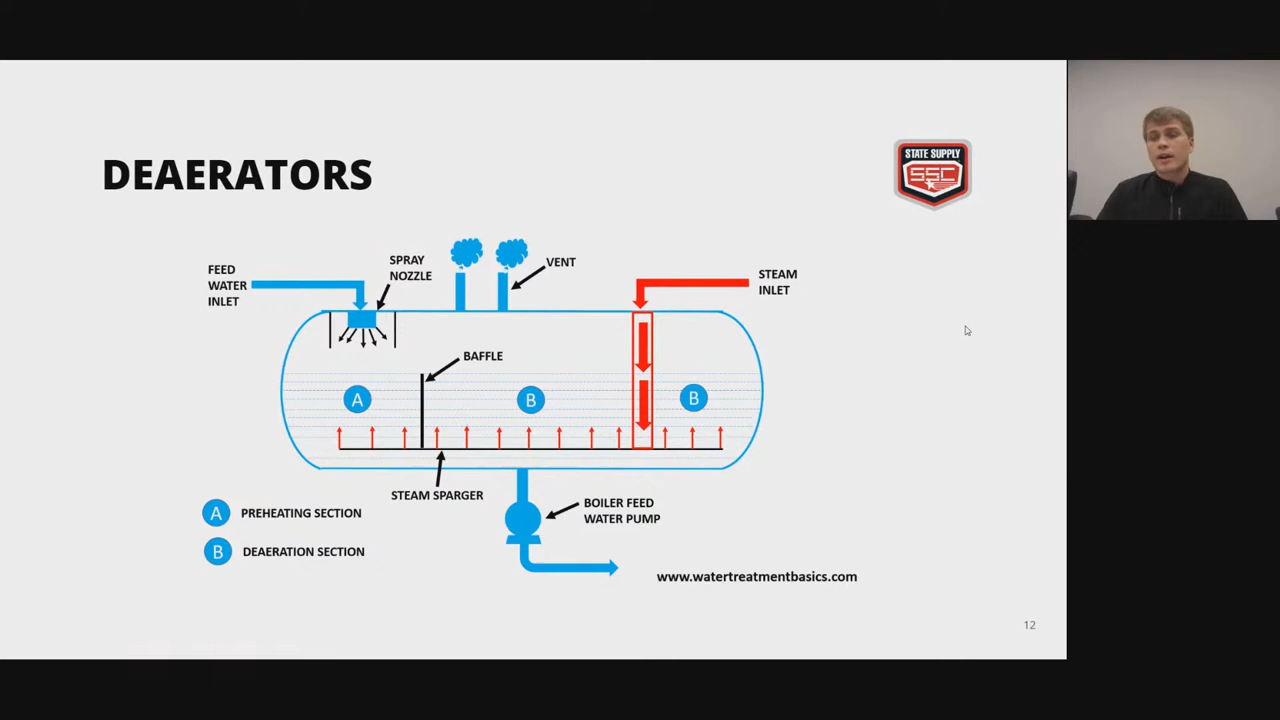 DEAERATORS
STATE SUPPLY
SSC
FEED
WATER
INLET
SPRAY
NOZZLE
VENT
STEAM
INLET
BAFFLE
A
B
B
STEAM SPARGER
BOILER FEED
WATER PUMP
A PREHEATING SECTION
B DEAERATION SECTION
www.watertreatmentbasics.com
12